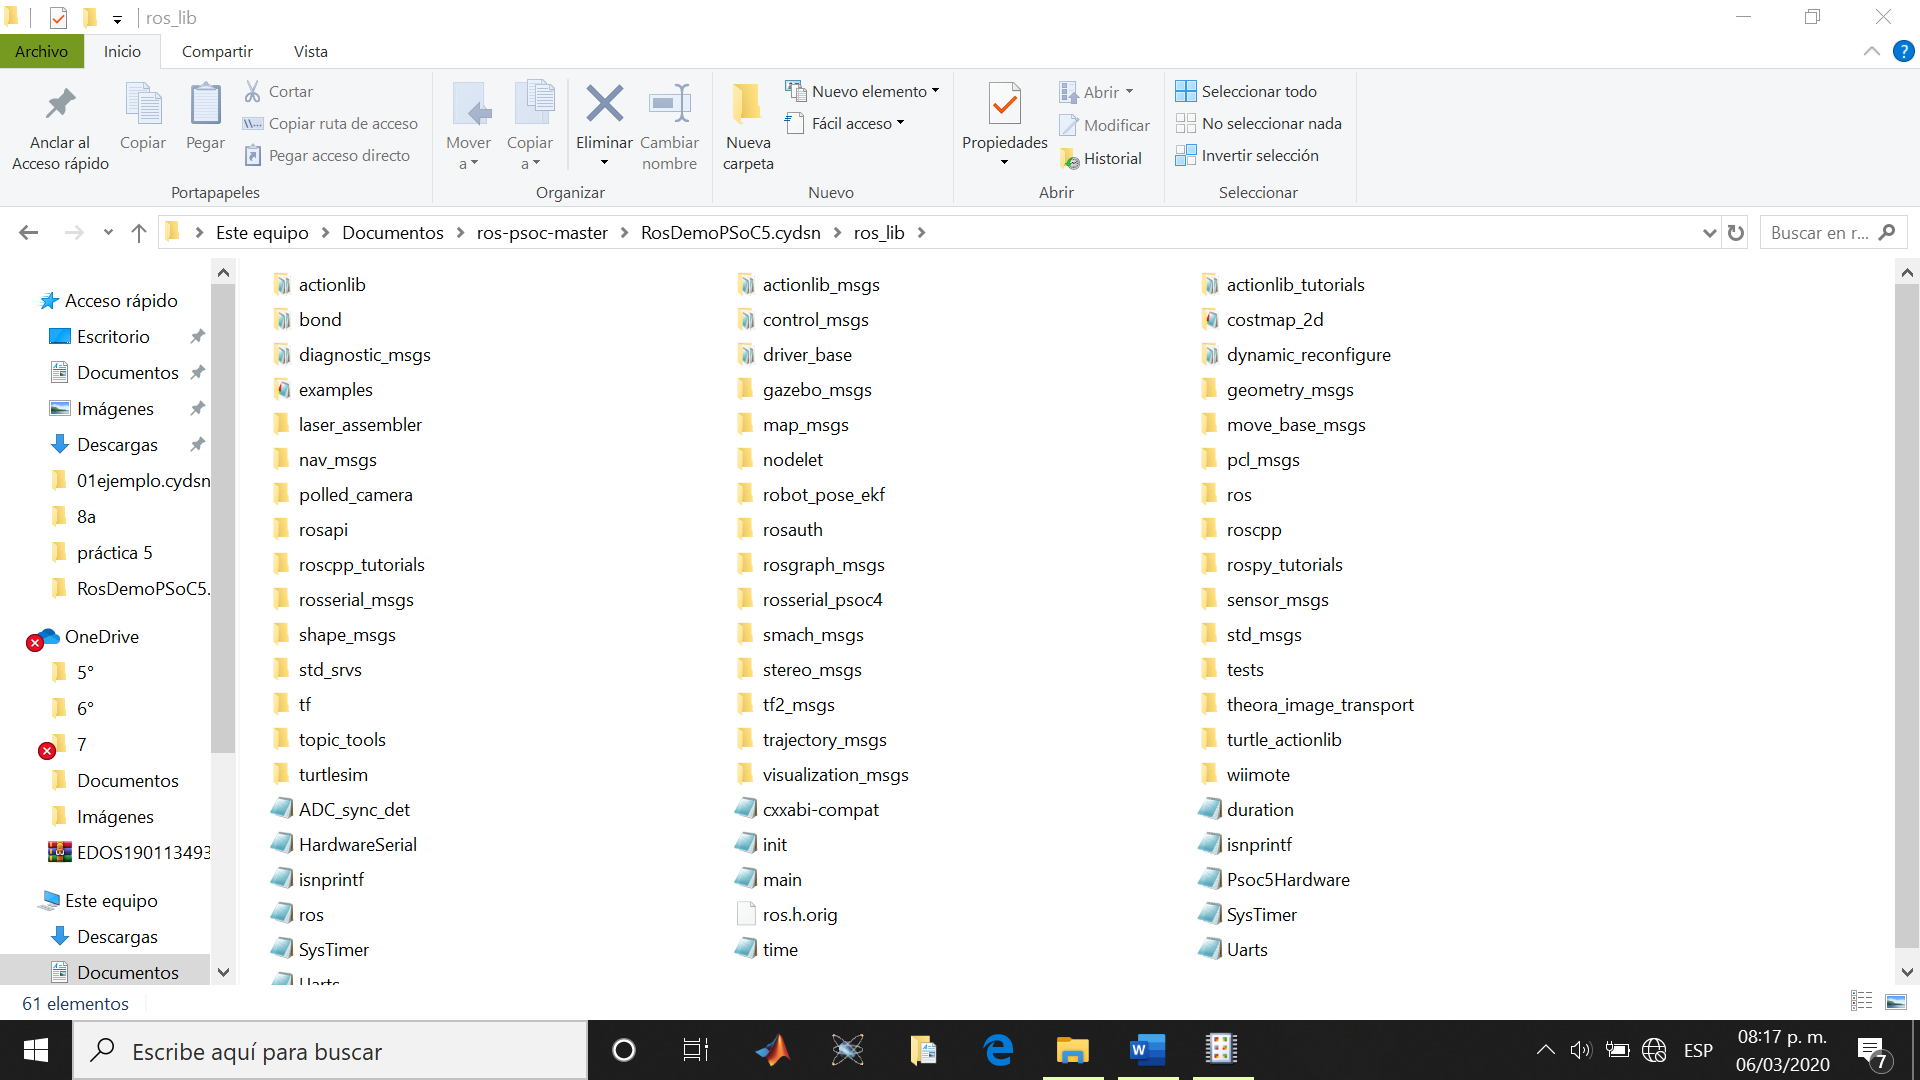 ros_lib
Archivo Inicio Compartir Vista
Anclar al Acceso rápido
Copiar
Pegar
Cortar
Copiar ruta de acceso
Pegar acceso directo
Portapapeles
Mover a
Copiar a
Eliminar
Cambiar nombre
Organizar
Nueva carpeta
Nuevo elemento
Fácil acceso
Nuevo
Propiedades
Abrir
Modificar
Historial
Abrir
Seleccionar todo
No seleccionar nada
Invertir selección
Seleccionar
Este equipo Documentos ros-psoc-master RosDemoPSoC5.cydsn ros_lib
Buscar en r...
Acceso rápido
Escritorio
Documentos
Imágenes
Descargas
01ejemplo.cydsn
8a
práctica 5
RosDemoPSoC5.
OneDrive
5°
6°
7
Documentos
Imágenes
EDOS190113493
Este equipo
Descargas
Documentos
actionlib actionlib_msgs actionlib_tutorials
bond control_msgs costmap_2d
diagnostic_msgs driver_base dynamic_reconfigure
examples gazebo_msgs geometry_msgs
laser_assembler map_msgs move_base_msgs
nav_msgs nodelet pcl_msgs
polled_camera robot_pose_ekf ros
rosapi rosauth roscpp
roscpp_tutorials rosgraph_msgs rospy_tutorials
rosserial_msgs rosserial_psoc4 sensor_msgs
shape_msgs smach_msgs std_msgs
std_srvs stereo_msgs tests
tf tf2_msgs theora_image_transport
topic_tools trajectory_msgs turtle_actionlib
turtlesim visualization_msgs wiimote
ADC_sync_det cxxabi-compat duration
HardwareSerial init isnprintf
isnprintf main Psoc5Hardware
ros ros.h.orig SysTimer
SysTimer time Uarts
Uarts
61 elementos
Escribe aquí para buscar
ESP
08:17 p. m.
06/03/2020
7